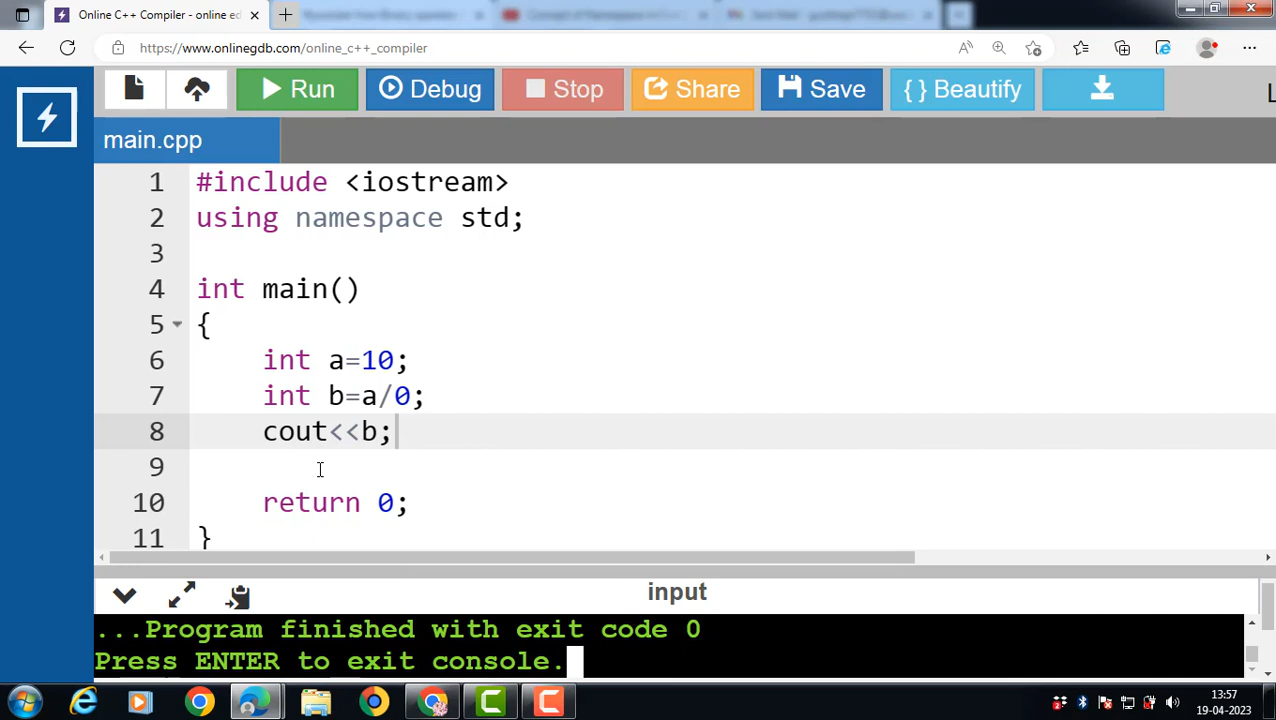 Online C++ Compiler - online ed
https://www.onlinegdb.com/online_c++_compiler
Run Debug Stop Share Save { } Beautify
main.cpp
1 #include <iostream>
2 using namespace std;
3
4 int main()
5 {
6 int a=10;
7 int b=a/0;
8 cout<<b;
9
10 return 0;
11 }
input
...Program finished with exit code 0
Press ENTER to exit console.
13:57
19-04-2023